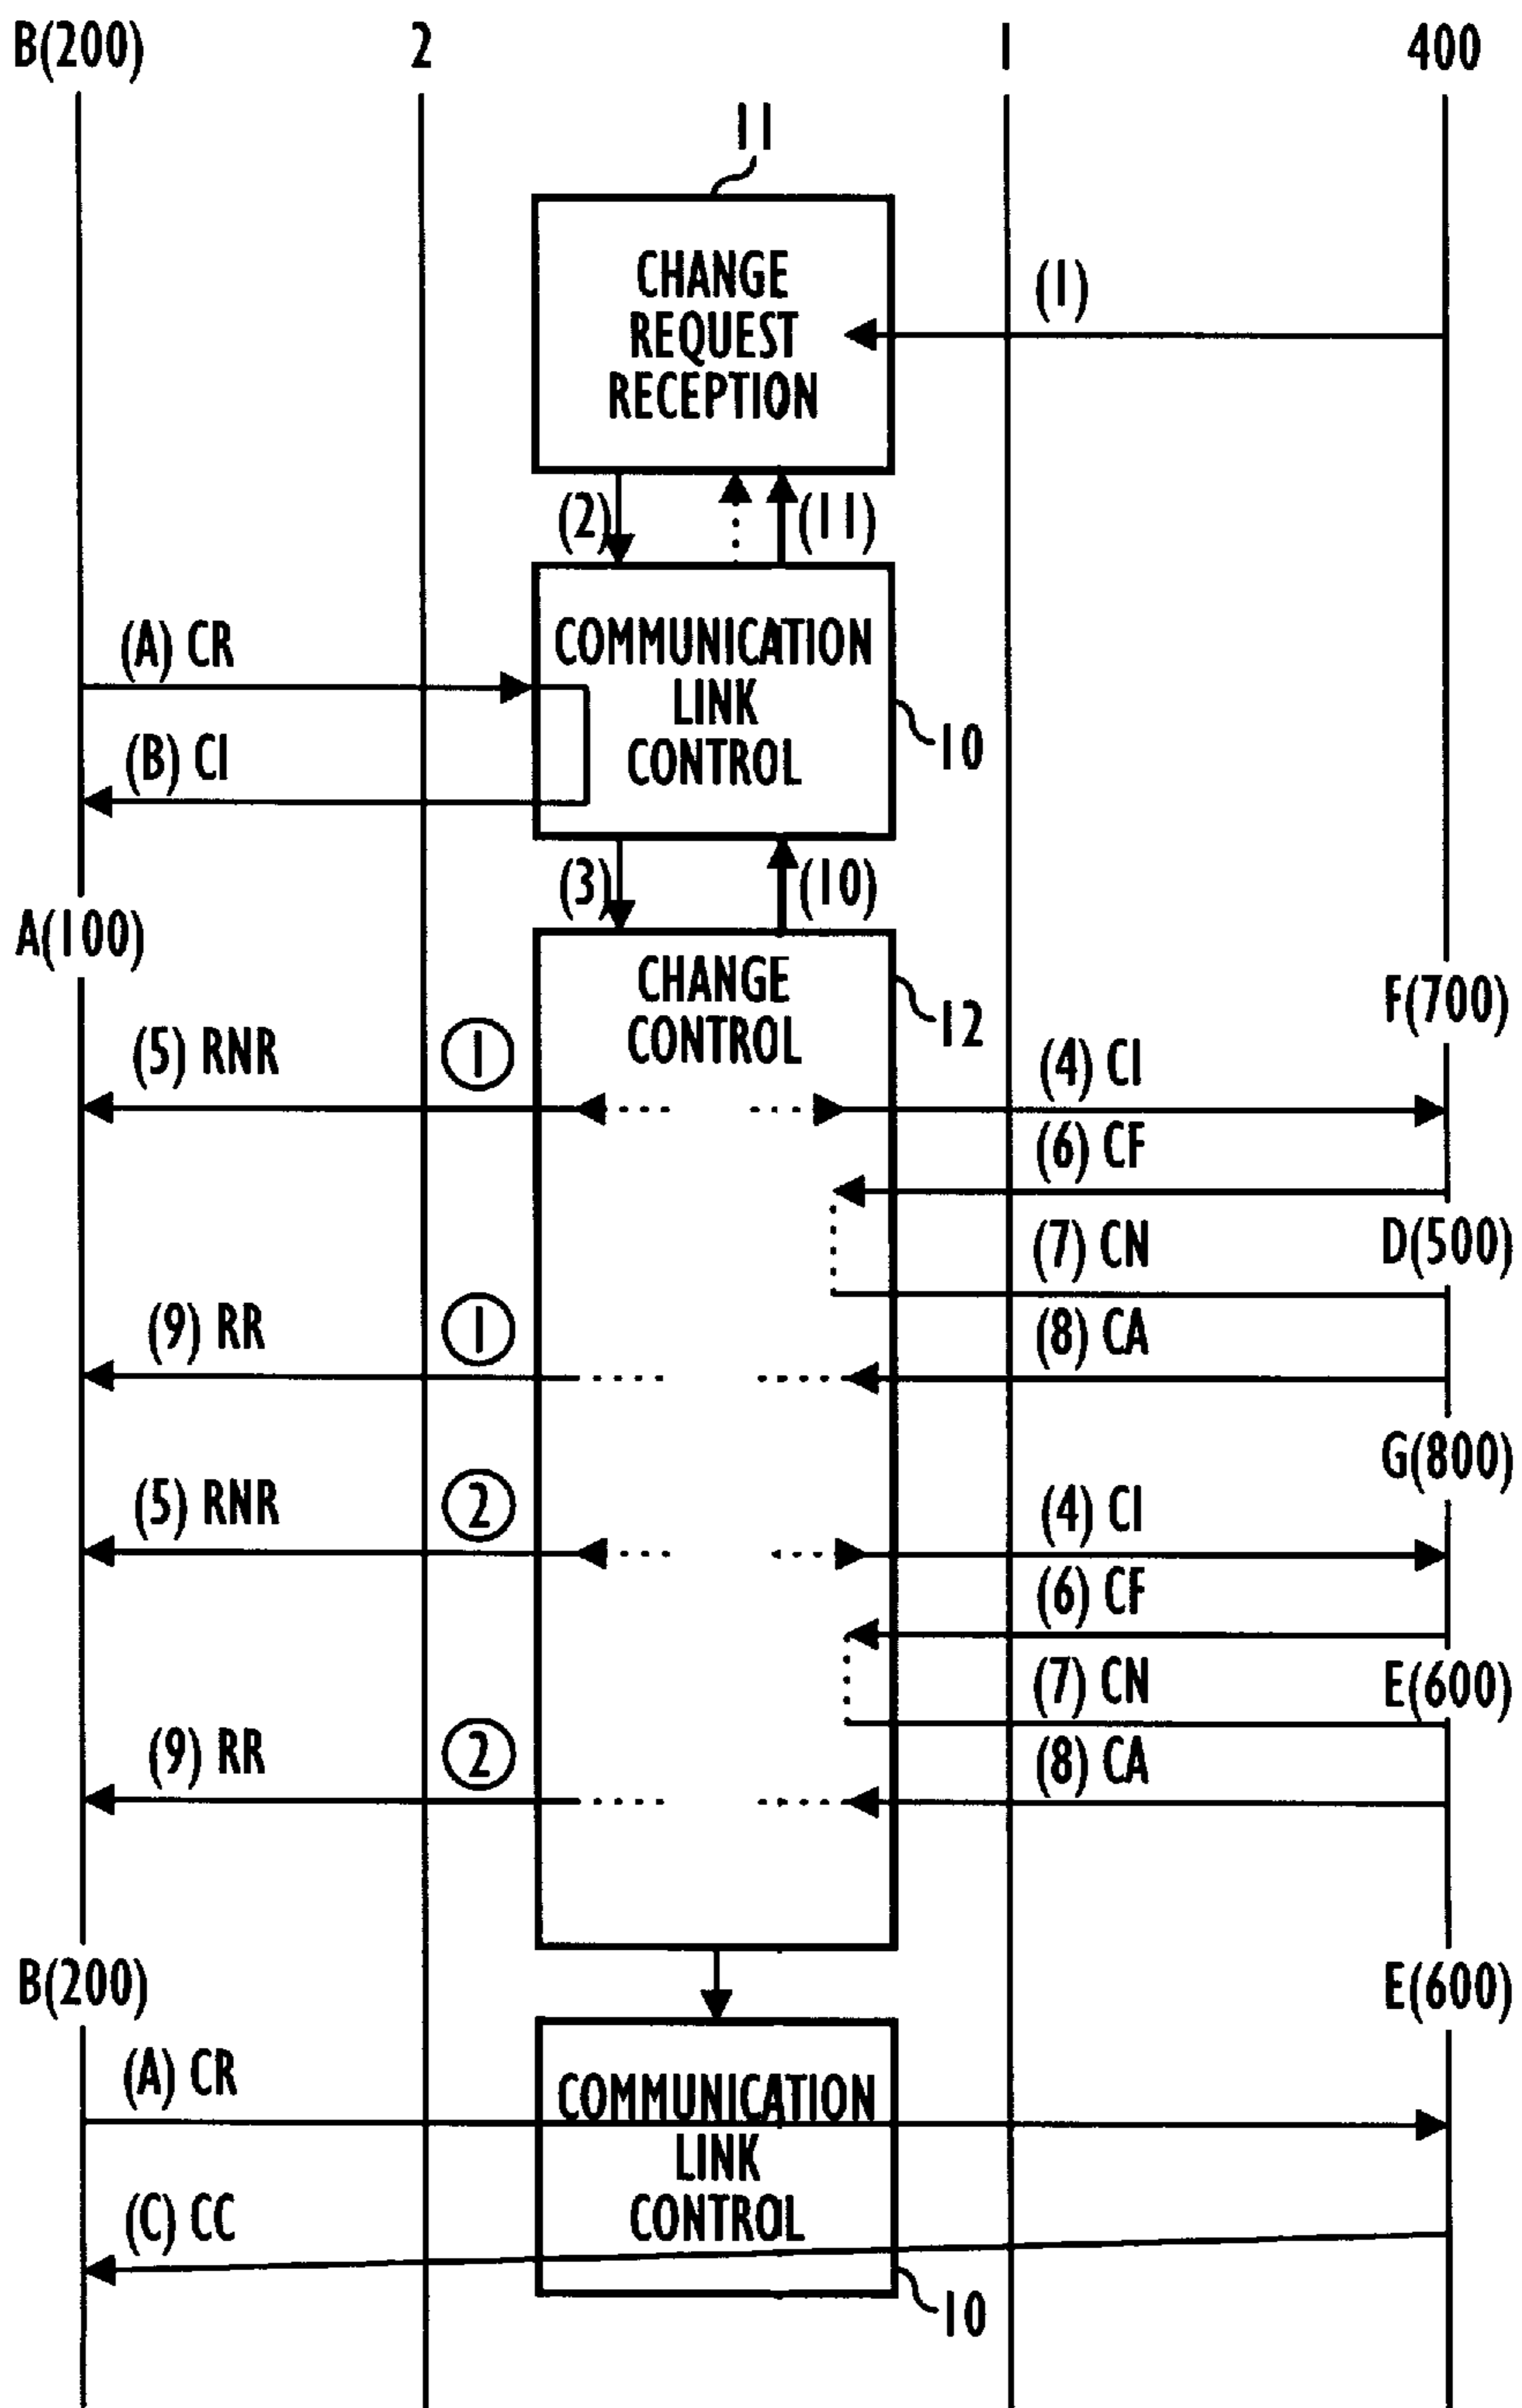 B(200) 2 1 400
11
CHANGE
REQUEST
RECEPTION
(1)
(2) (11)
(A) CR
COMMUNICATION
LINK
CONTROL
10
(B) CI
(3) (10)
A(100)
CHANGE
CONTROL
12
F(700)
(5) RNR 1 (4) CI
(6) CF
(7) CN D(500)
(9) RR 1 (8) CA
G(800)
(5) RNR 2 (4) CI
(6) CF
(7) CN E(600)
(9) RR 2 (8) CA
B(200) E(600)
(A) CR
COMMUNICATION
LINK
CONTROL
(C) CC
10